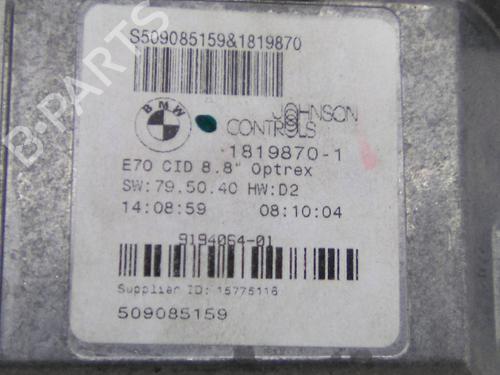 S509085159&1819870
BMW
JOHNSON
CONTROLS
1819870-1
E70 CID 8.8" Optrex
SW:79.50.40 HW:D2
14:08:59 08:10:04
9194064-01
Supplier ID: 15775116
509085159
B-PARTS